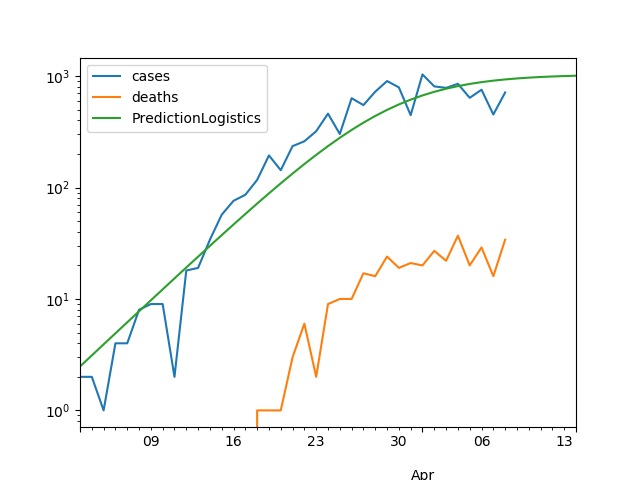 cases
deaths
PredictionLogistics
10³
10²
10¹
10⁰
09 16 23 30 06 13
Apr